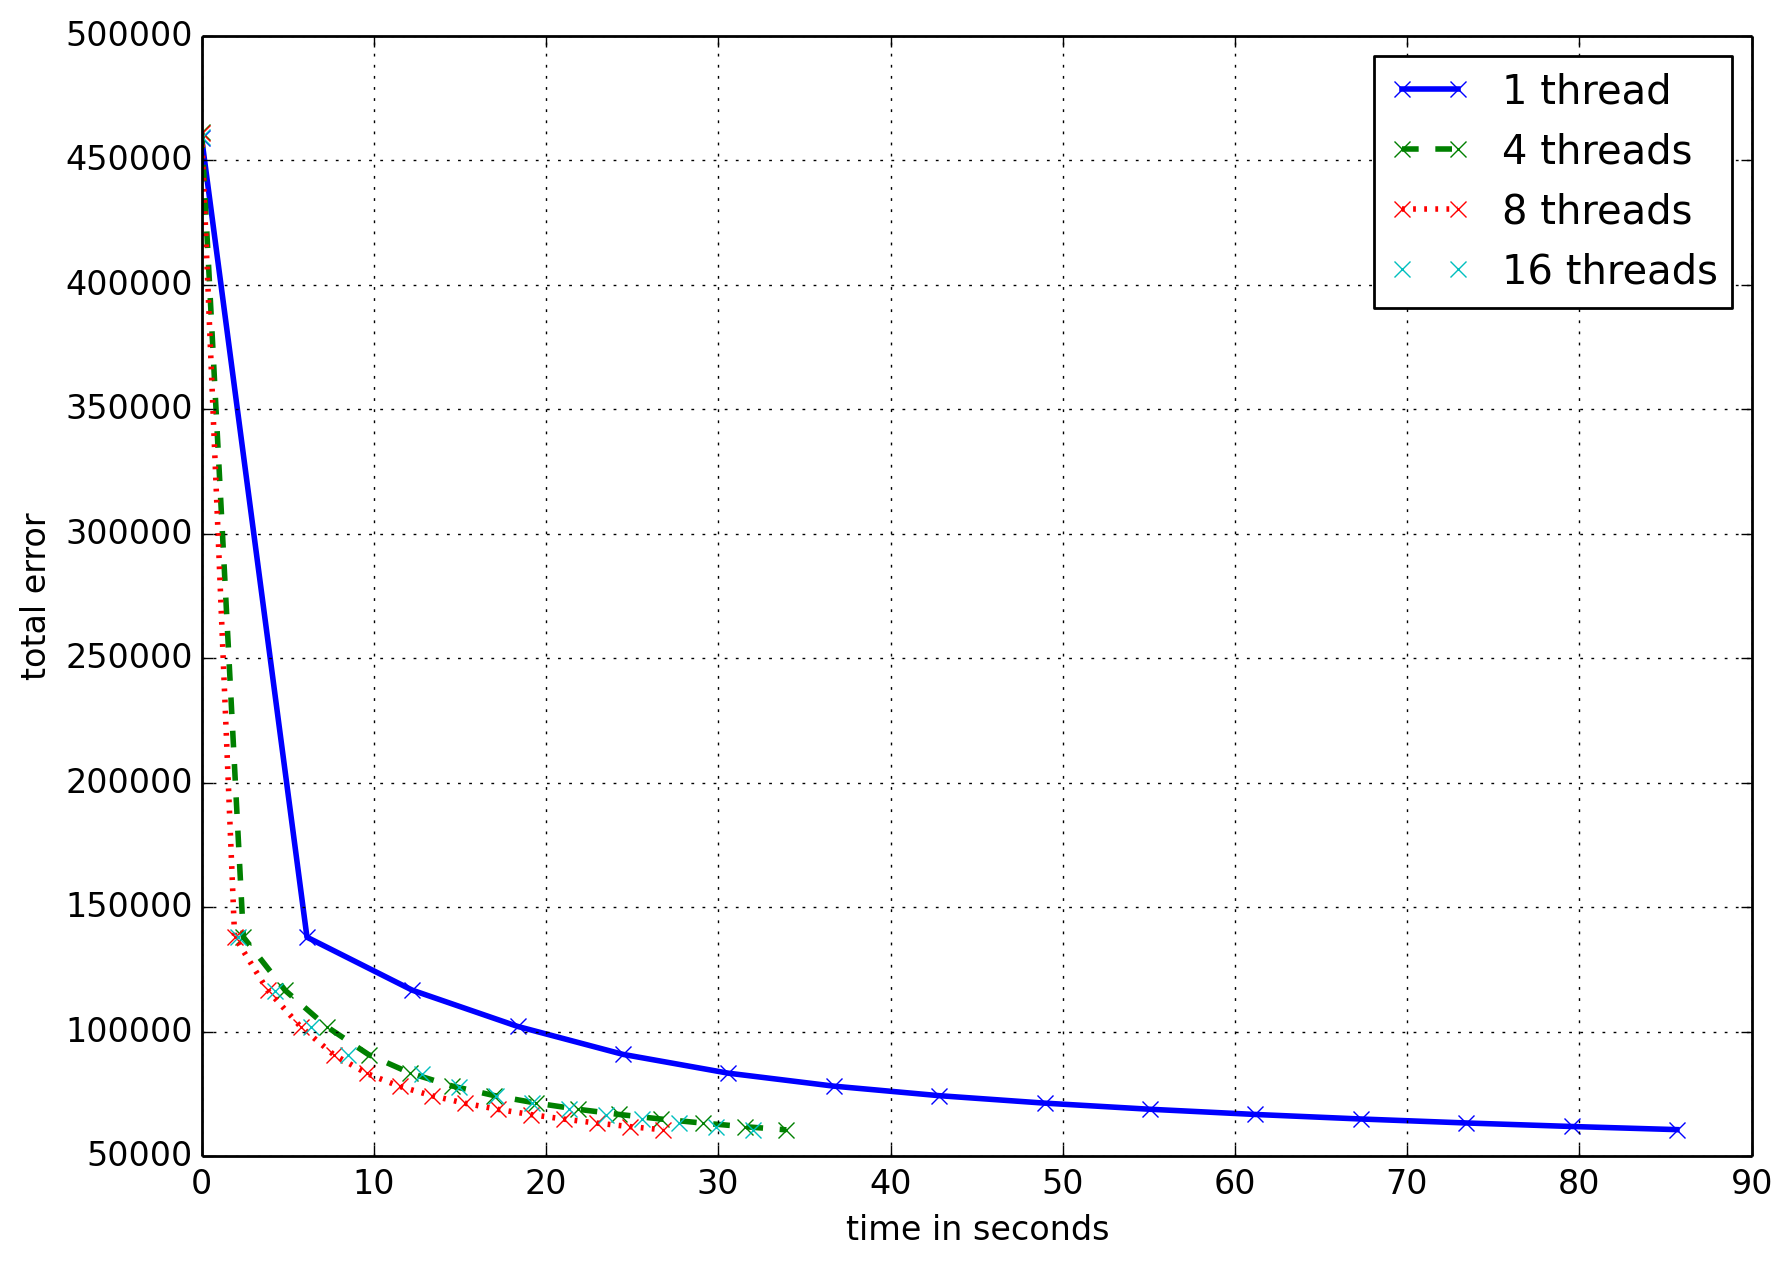 500000
450000
400000
350000
300000
250000
200000
150000
100000
50000
total error
0 10 20 30 40 50 60 70 80 90
time in seconds
1 thread
4 threads
8 threads
16 threads